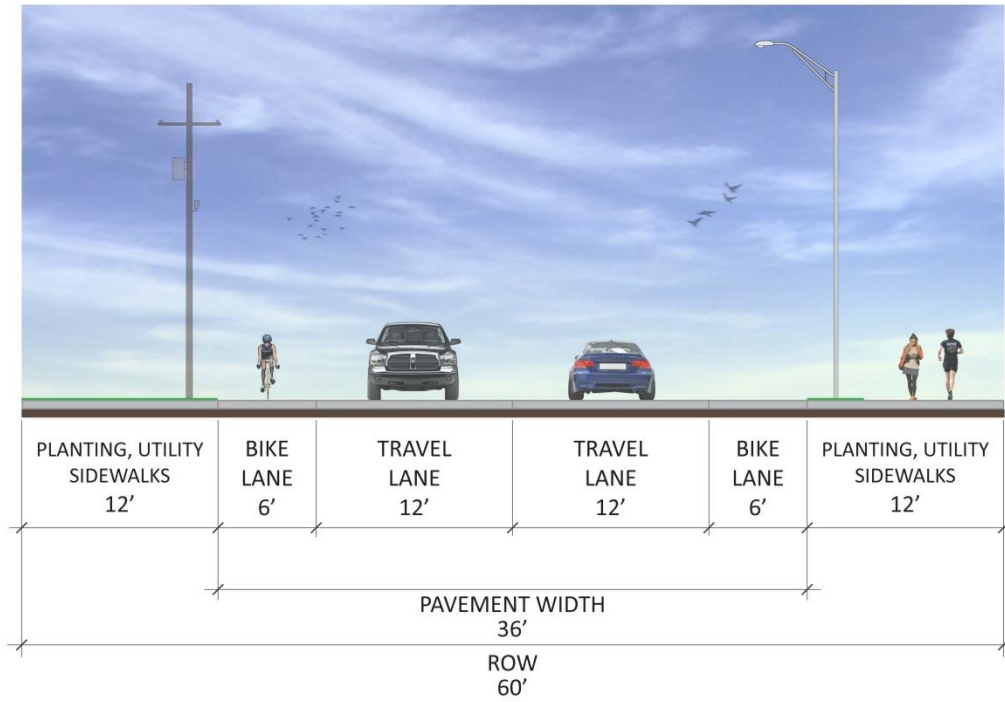 PLANTING, UTILITY
SIDEWALKS
12’
BIKE
LANE
6’
TRAVEL
LANE
12’
TRAVEL
LANE
12’
BIKE
LANE
6’
PLANTING, UTILITY
SIDEWALKS
12’
PAVEMENT WIDTH
36’
ROW
60’